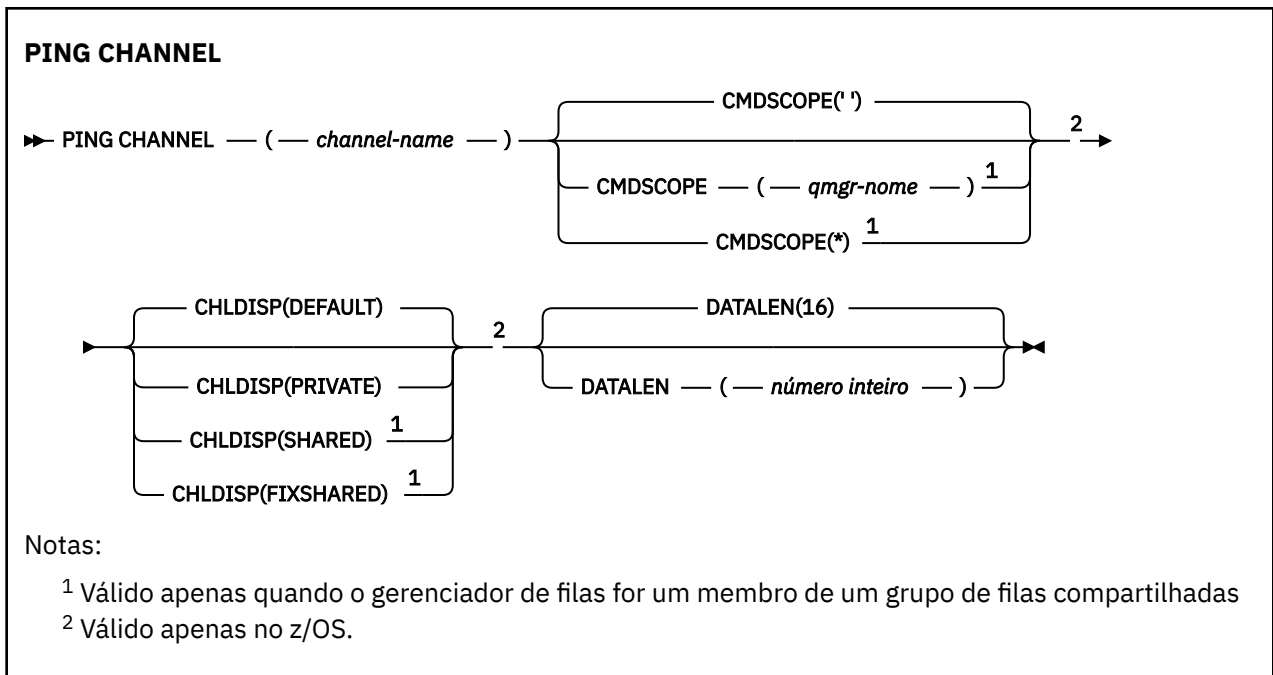 PING CHANNEL
CMDSCOPE(' ')
PING CHANNEL ( channel-name ) 2
CMDSCOPE ( qmgr-nome ) 1
CMDSCOPE(*) 1
CHLDISP(DEFAULT) 2 DATALEN(16)
CHLDISP(PRIVATE) DATALEN ( número inteiro )
CHLDISP(SHARED) 1
CHLDISP(FIXSHARED) 1
Notas:
1 Válido apenas quando o gerenciador de filas for um membro de um grupo de filas compartilhadas
2 Válido apenas no z/OS.